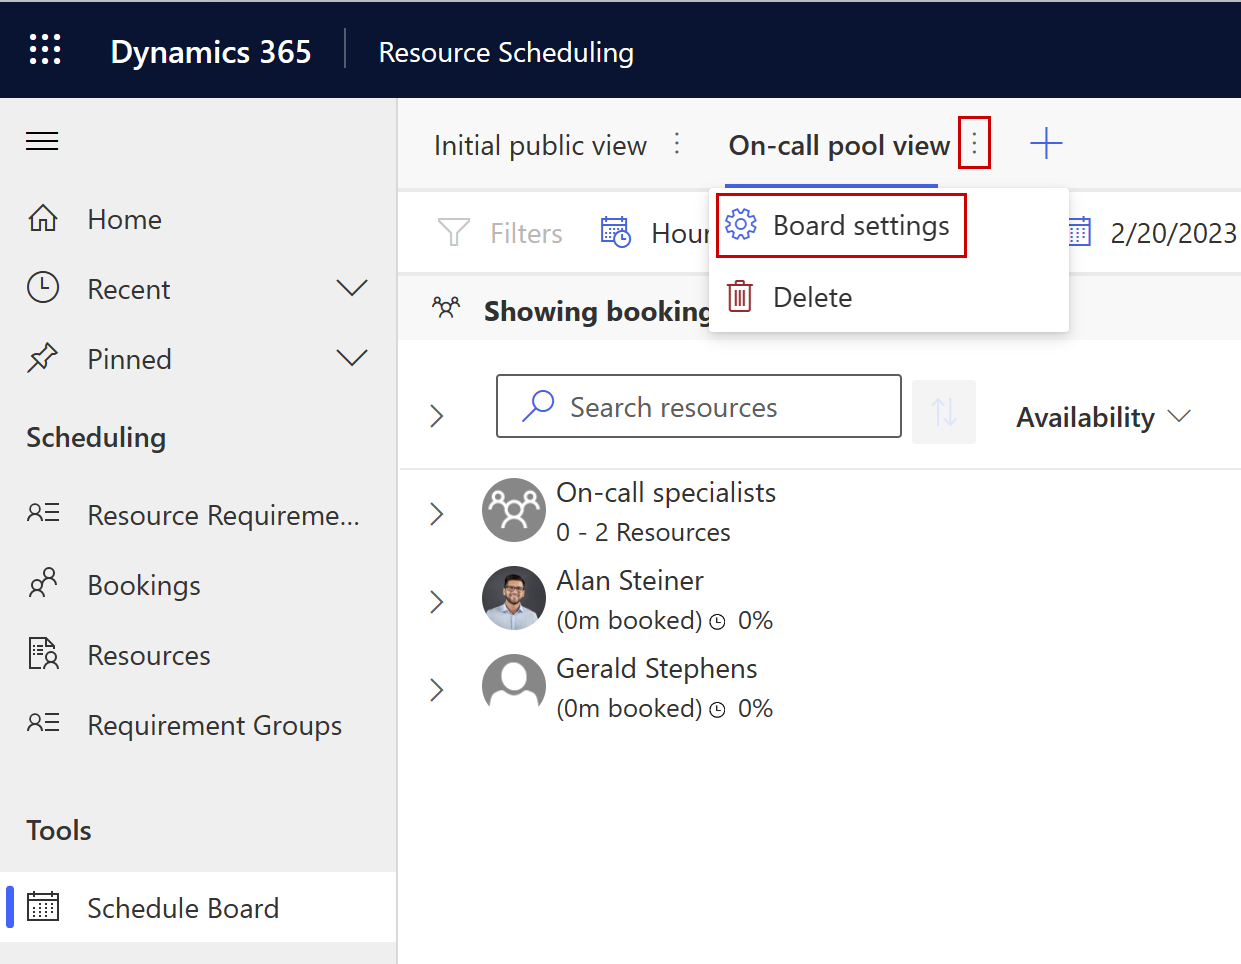 Dynamics 365
Resource Scheduling
Initial public view
On-call pool view
Home
Recent
Pinned
Scheduling
Resource Requireme...
Bookings
Resources
Requirement Groups
Tools
Schedule Board
Filters
Hour
2/20/2023
Board settings
Delete
Showing booking
Search resources
Availability
On-call specialists
0 - 2 Resources
Alan Steiner
(0m booked) 0%
Gerald Stephens
(0m booked) 0%